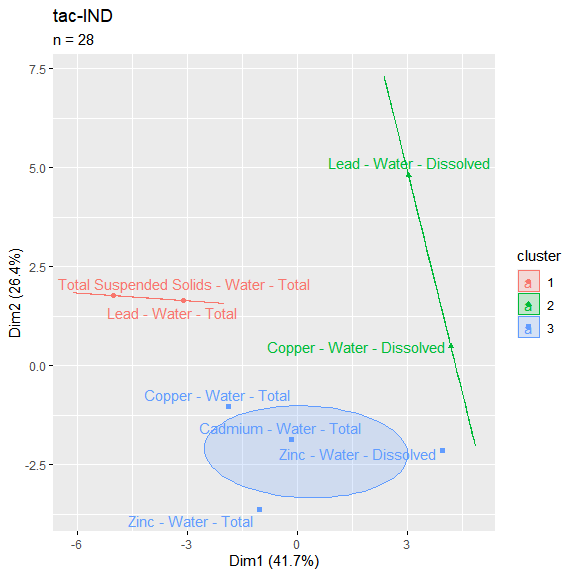 tac-IND
n = 28
7.5
5.0
2.5
0.0
-2.5
Dim2 (26.4%)
Lead - Water - Dissolved
Total Suspended Solids - Water - Total
Lead - Water - Total
Copper - Water - Dissolved
Copper - Water - Total
Cadmium - Water - Total
Zinc - Water - Dissolved
Zinc - Water - Total
-6
-3
0
3
Dim1 (41.7%)
cluster
a 1
a 2
a 3